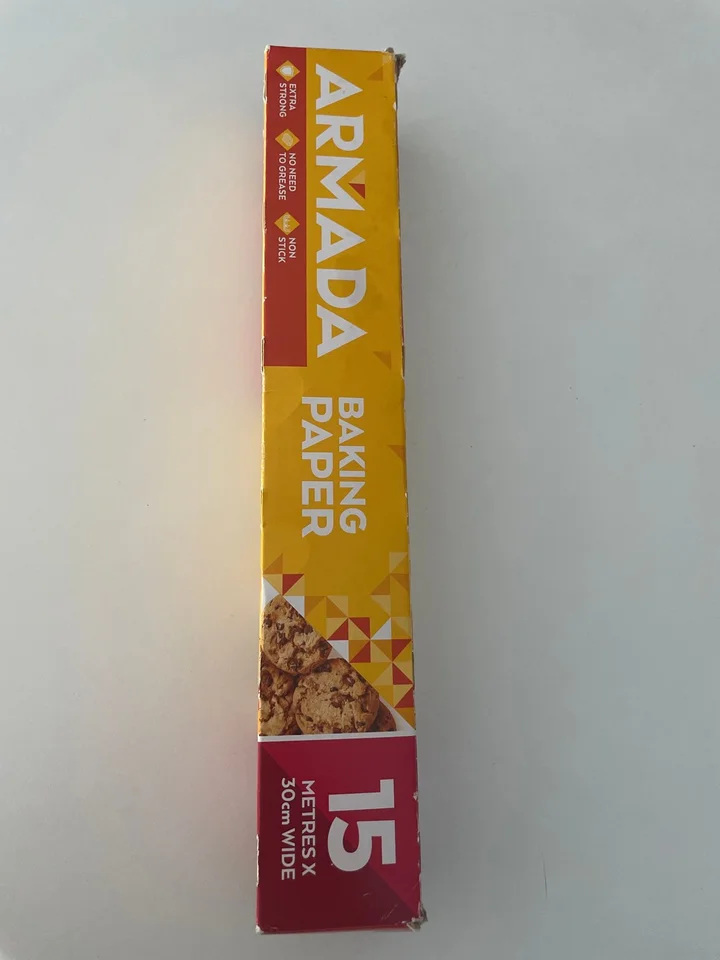 ARMADA
EXTRA
STRONG
NO NEED
TO GREASE
NON
STICK
BAKING
PAPER
15
METRES X
30cm WIDE